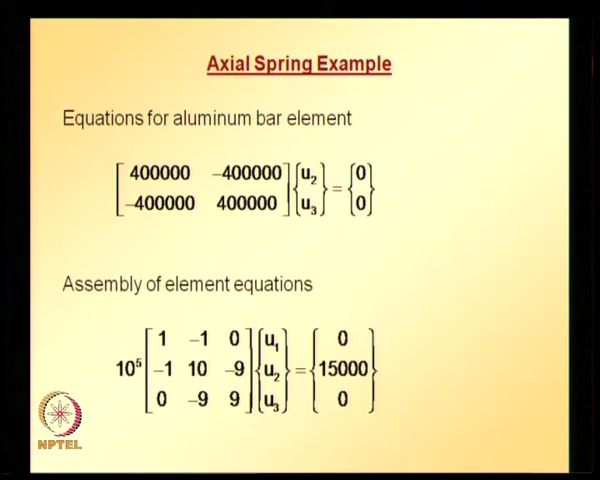 Axial Spring Example
Equations for aluminum bar element
[400000 −400000; −400000 400000] {u₂; u₃} = {0; 0}
Assembly of element equations
10⁵ [1 −1 0; −1 10 −9; 0 −9 9] {u₁; u₂; u₃} = {0; 15000; 0}
NPTEL